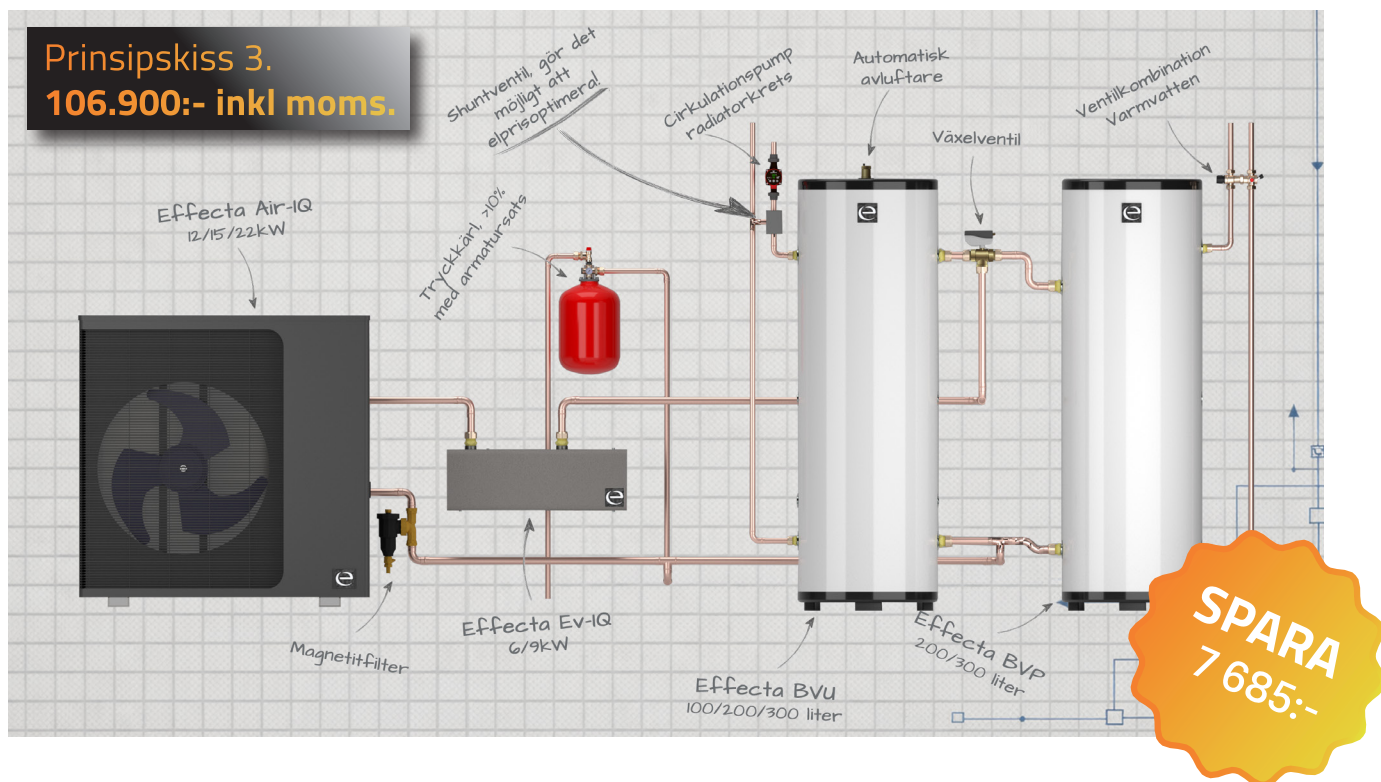 Prinsipskiss 3.
106.900:- inkl moms.
Shuntventil, gör det
möjligt att
elprisoptimera!
Cirkulationspump
radiatorkrets
Automatisk
avluftare
Växelventil
Ventilkombination
Varmvatten
Effecta Air-IQ
12/15/22kW
Tryckkärl, >10%
med armatursats
e
e
e
e
Magnetitfilter
Effecta Ev-IQ
6/9kW
Effecta BVU
100/200/300 liter
Effecta BVP
200/300 liter
SPARA
7 685:-